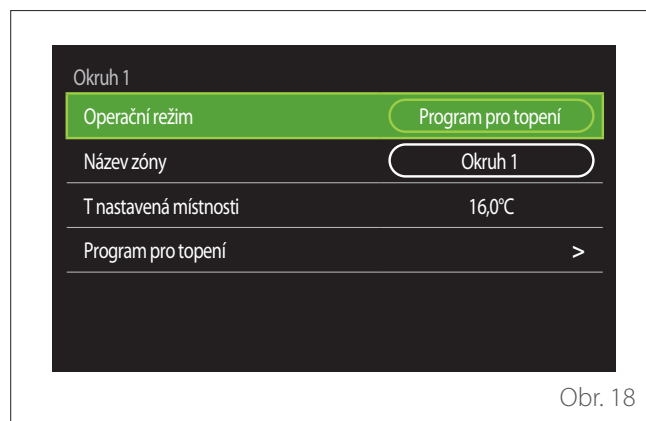 Okruh 1
Operační režim Program pro topení
Název zóny Okruh 1
T nastavená místnosti 16,0°C
Program pro topení >
Obr. 18